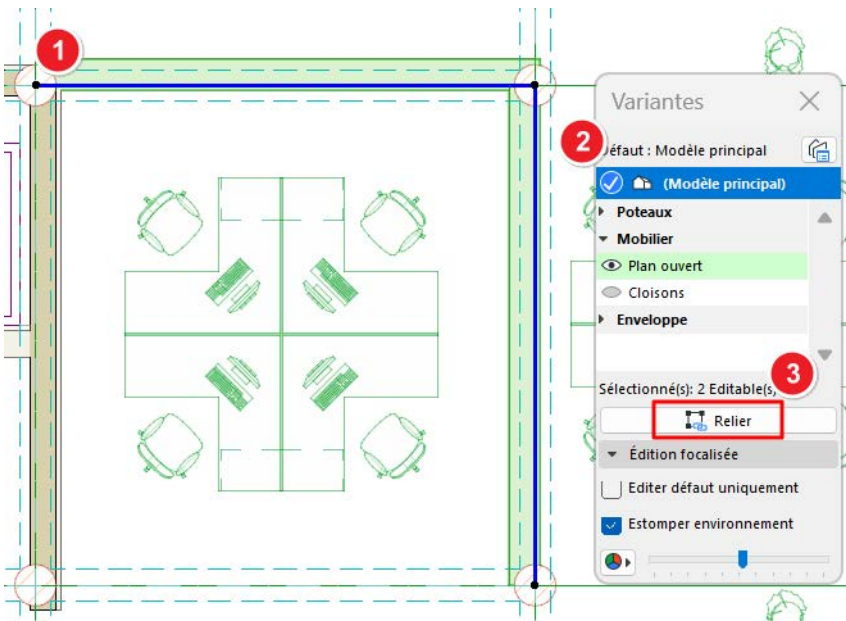 1
Variantes
2
Défaut : Modèle principal
(Modèle principal)
Poteaux
Mobilier
Plan ouvert
Cloisons
Enveloppe
3
Sélectionné(s): 2 Editable(s)
Relier
Édition focalisée
Editer défaut uniquement
Estomper environnement